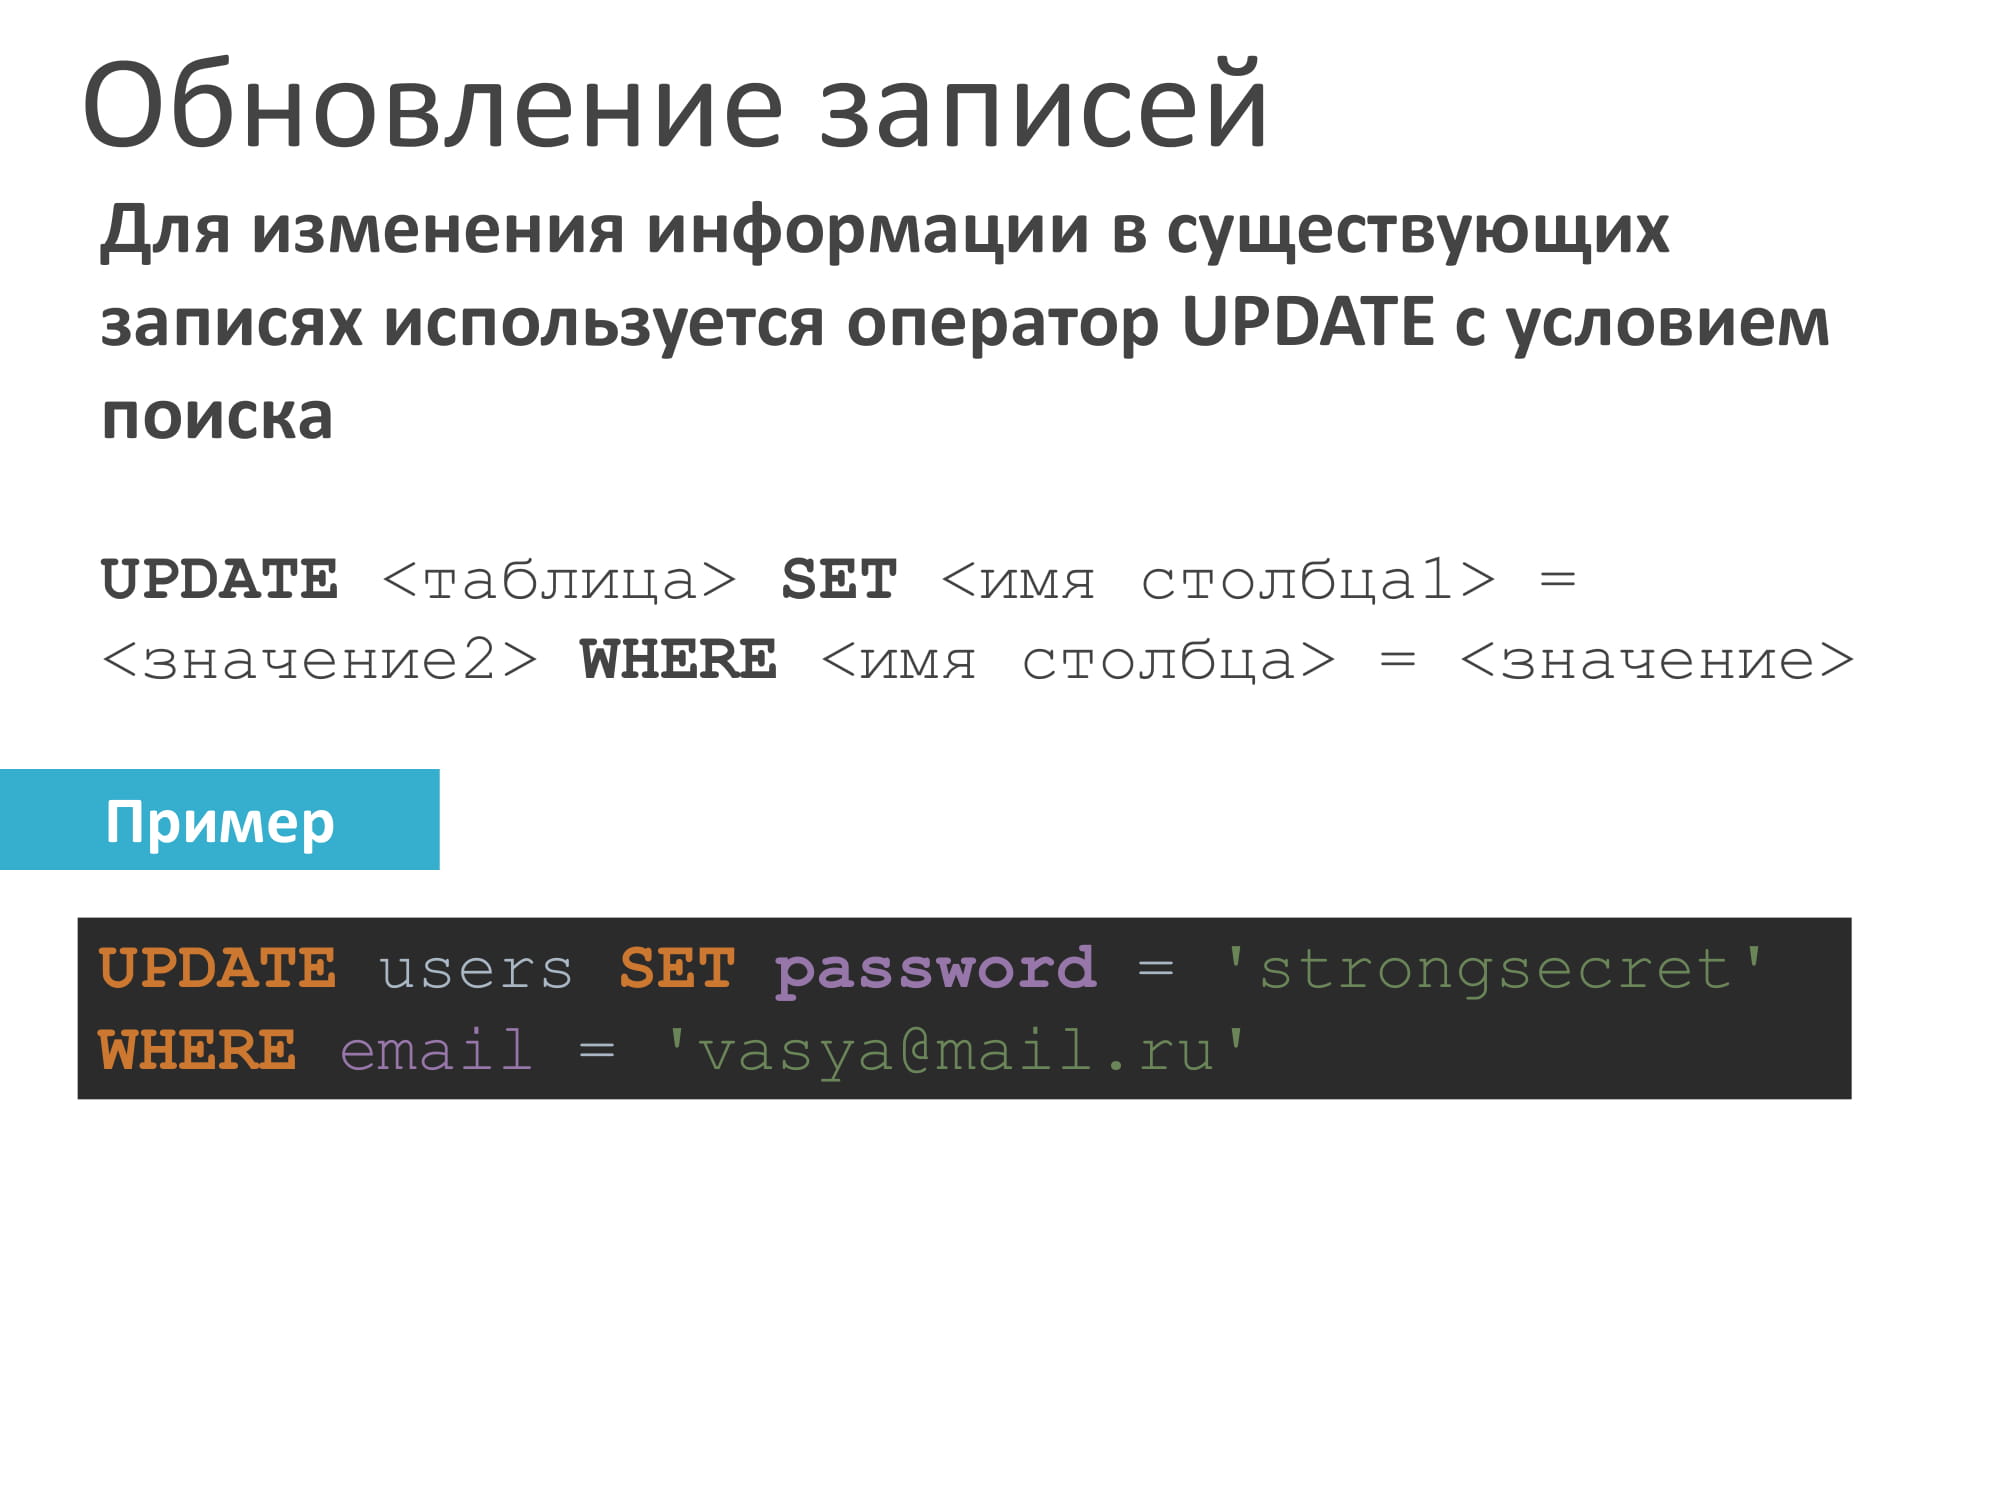 Обновление записей
Для изменения информации в существующих
записях используется оператор UPDATE с условием
поиска
UPDATE <таблица> SET <имя столбца1> =
<значение2> WHERE <имя столбца> = <значение>
Пример
UPDATE users SET password = 'strongsecret'
WHERE email = 'vasya@mail.ru'